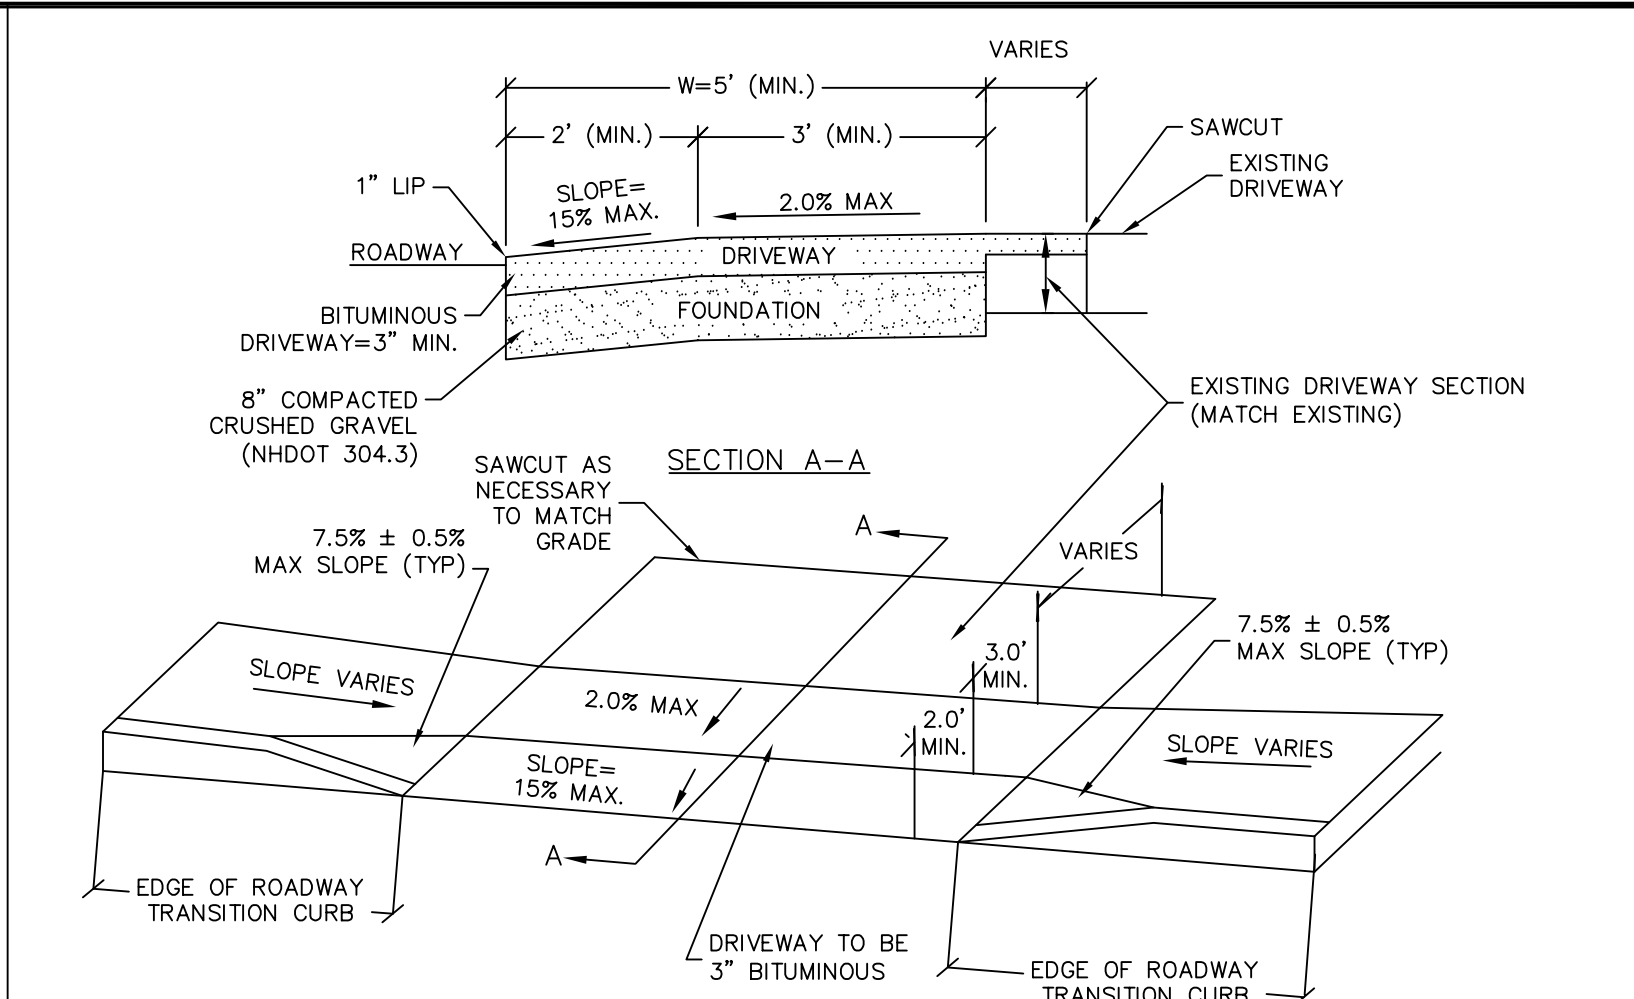 VARIES
W=5' (MIN.)
2' (MIN.)
3' (MIN.)
SAWCUT
EXISTING
DRIVEWAY
1" LIP
SLOPE=
15% MAX.
2.0% MAX
ROADWAY
DRIVEWAY
FOUNDATION
BITUMINOUS
DRIVEWAY=3" MIN.
8" COMPACTED
CRUSHED GRAVEL
(NHDOT 304.3)
EXISTING DRIVEWAY SECTION
(MATCH EXISTING)
SECTION A-A
SAWCUT AS
NECESSARY
TO MATCH
GRADE
7.5% ± 0.5%
MAX SLOPE (TYP)
A
VARIES
7.5% ± 0.5%
MAX SLOPE (TYP)
SLOPE VARIES
2.0% MAX
3.0'
MIN.
2.0'
MIN.
SLOPE VARIES
SLOPE=
15% MAX.
A
EDGE OF ROADWAY
TRANSITION CURB
DRIVEWAY TO BE
3" BITUMINOUS
EDGE OF ROADWAY
TRANSITION CURB